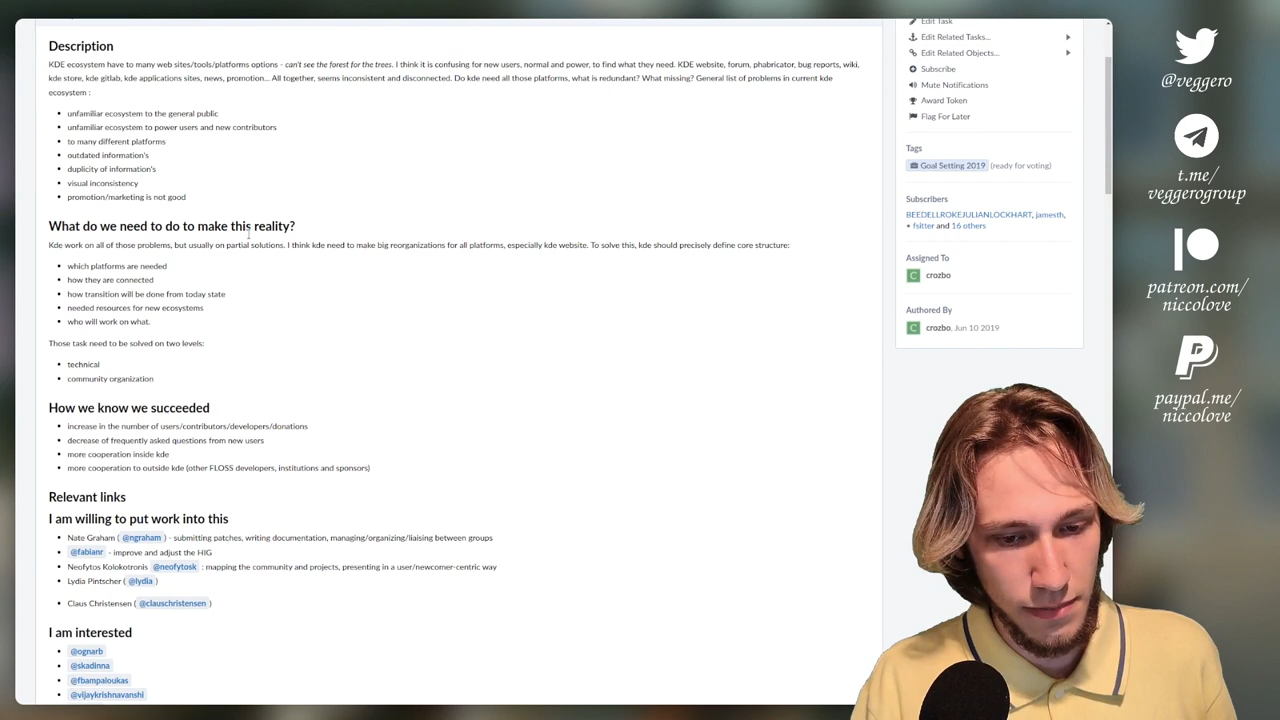 Description
KDE ecosystem have to many web sites/tools/platforms options - can't see the forest for the trees. I think it is confusing for new users, normal and power, to find what they need. KDE website, forum, phabricator, bug reports, wiki,
kde store, kde gitlab, kde applications sites, news, promotion... All together, seems inconsistent and disconnected. Do kde need all those platforms, what is redundant? What missing? General list of problems in current kde
ecosystem :
unfamiliar ecosystem to the general public
unfamiliar ecosystem to power users and new contributors
to many different platforms
outdated information's
duplicity of information's
visual inconsistency
promotion/marketing is not good
What do we need to do to make this reality?
Kde work on all of those problems, but usually on partial solutions. I think kde need to make big reorganizations for all platforms, especially kde website. To solve this, kde should precisely define core structure:
which platforms are needed
how they are connected
how transition will be done from today state
needed resources for new ecosystems
who will work on what.
Those task need to be solved on two levels:
technical
community organization
How we know we succeeded
increase in the number of users/contributors/developers/donations
decrease of frequently asked questions from new users
more cooperation inside kde
more cooperation to outside kde (other FLOSS developers, institutions and sponsors)
Relevant links
I am willing to put work into this
Nate Graham ( @ngraham ) - submitting patches, writing documentation, managing/organizing/liaising between groups
@fabianr - improve and adjust the HIG
Neofytos Kolokotronis @neofytosk : mapping the community and projects, presenting in a user/newcomer-centric way
Lydia Pintscher ( @lydia )
Claus Christensen ( @clauschristensen )
I am interested
@ognarb
@skadinna
@fbampaloukas
@vijaykrishnavanshi
Edit Task
Edit Related Tasks...
Edit Related Objects...
Subscribe
Mute Notifications
Award Token
Flag For Later
Tags
Goal Setting 2019 (ready for voting)
Subscribers
BEEDELLROKEJULIANLOCKHART, jamesth,
fsitter and 16 others
Assigned To
C crozbo
Authored By
C crozbo, Jun 10 2019
@veggero
t.me/
veggerogroup
patreon.com/
niccolove
paypal.me/
niccolove